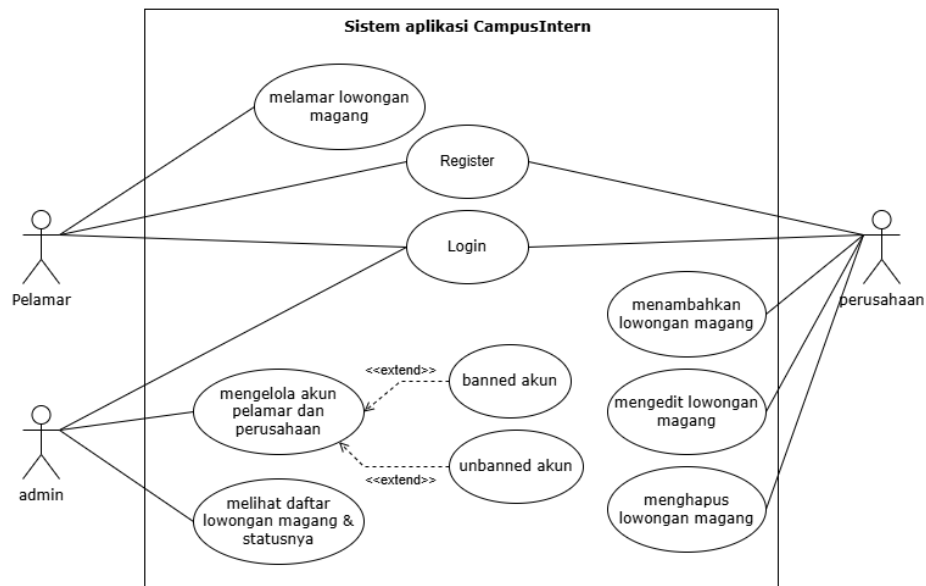 Sistem aplikasi CampusIntern
melamar lowongan
magang
Register
Login
Pelamar
perusahaan
menambahkan
lowongan magang
<<extend>>
banned akun
mengelola akun
pelamar dan
perusahaan
mengedit lowongan
magang
admin
unbanned akun
<<extend>>
melihat daftar
lowongan magang &
statusnya
menghapus
lowongan magang